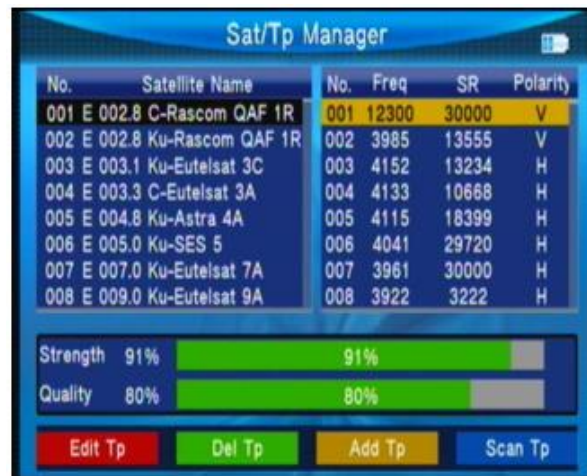 Sat/Tp Manager
No. Satellite Name
001 E 002.8 C-Rascom QAF 1R
002 E 002.8 Ku-Rascom QAF 1R
003 E 003.1 Ku-Eutelsat 3C
004 E 003.3 C-Eutelsat 3A
005 E 004.8 Ku-Astra 4A
006 E 005.0 Ku-SES 5
007 E 007.0 Ku-Eutelsat 7A
008 E 009.0 Ku-Eutelsat 9A
No. Freq SR Polarity
001 12300 30000 V
002 3985 13555 V
003 4152 13234 H
004 4133 10668 H
005 4115 18399 H
006 4041 29720 H
007 3961 30000 H
008 3922 3222 H
Strength 91% 91%
Quality 80% 80%
Edit Tp Del Tp Add Tp Scan Tp